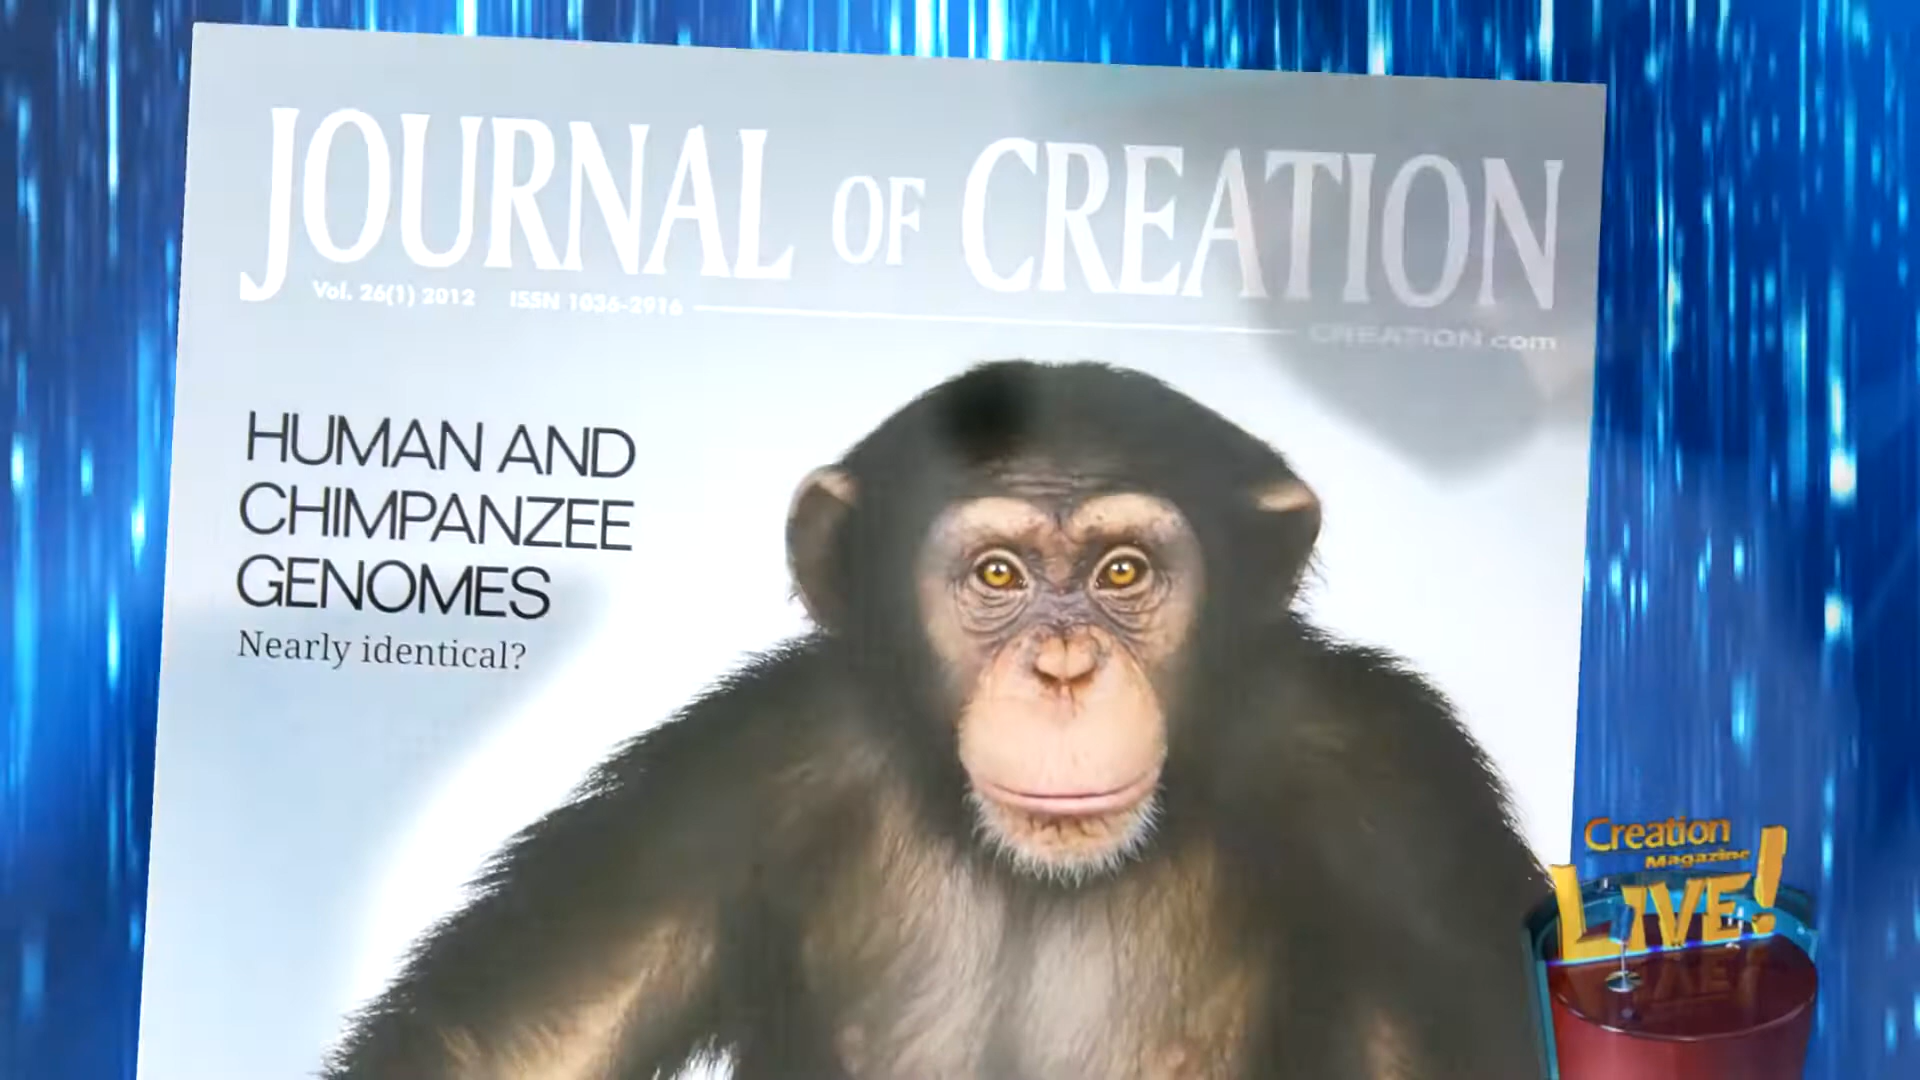 JOURNAL OF CREATION
Vol. 26(1) 2012 ISSN 1036-2916
CREATION.com
HUMAN AND
CHIMPANZEE
GENOMES
Nearly identical?
Creation
Magazine
LIVE!